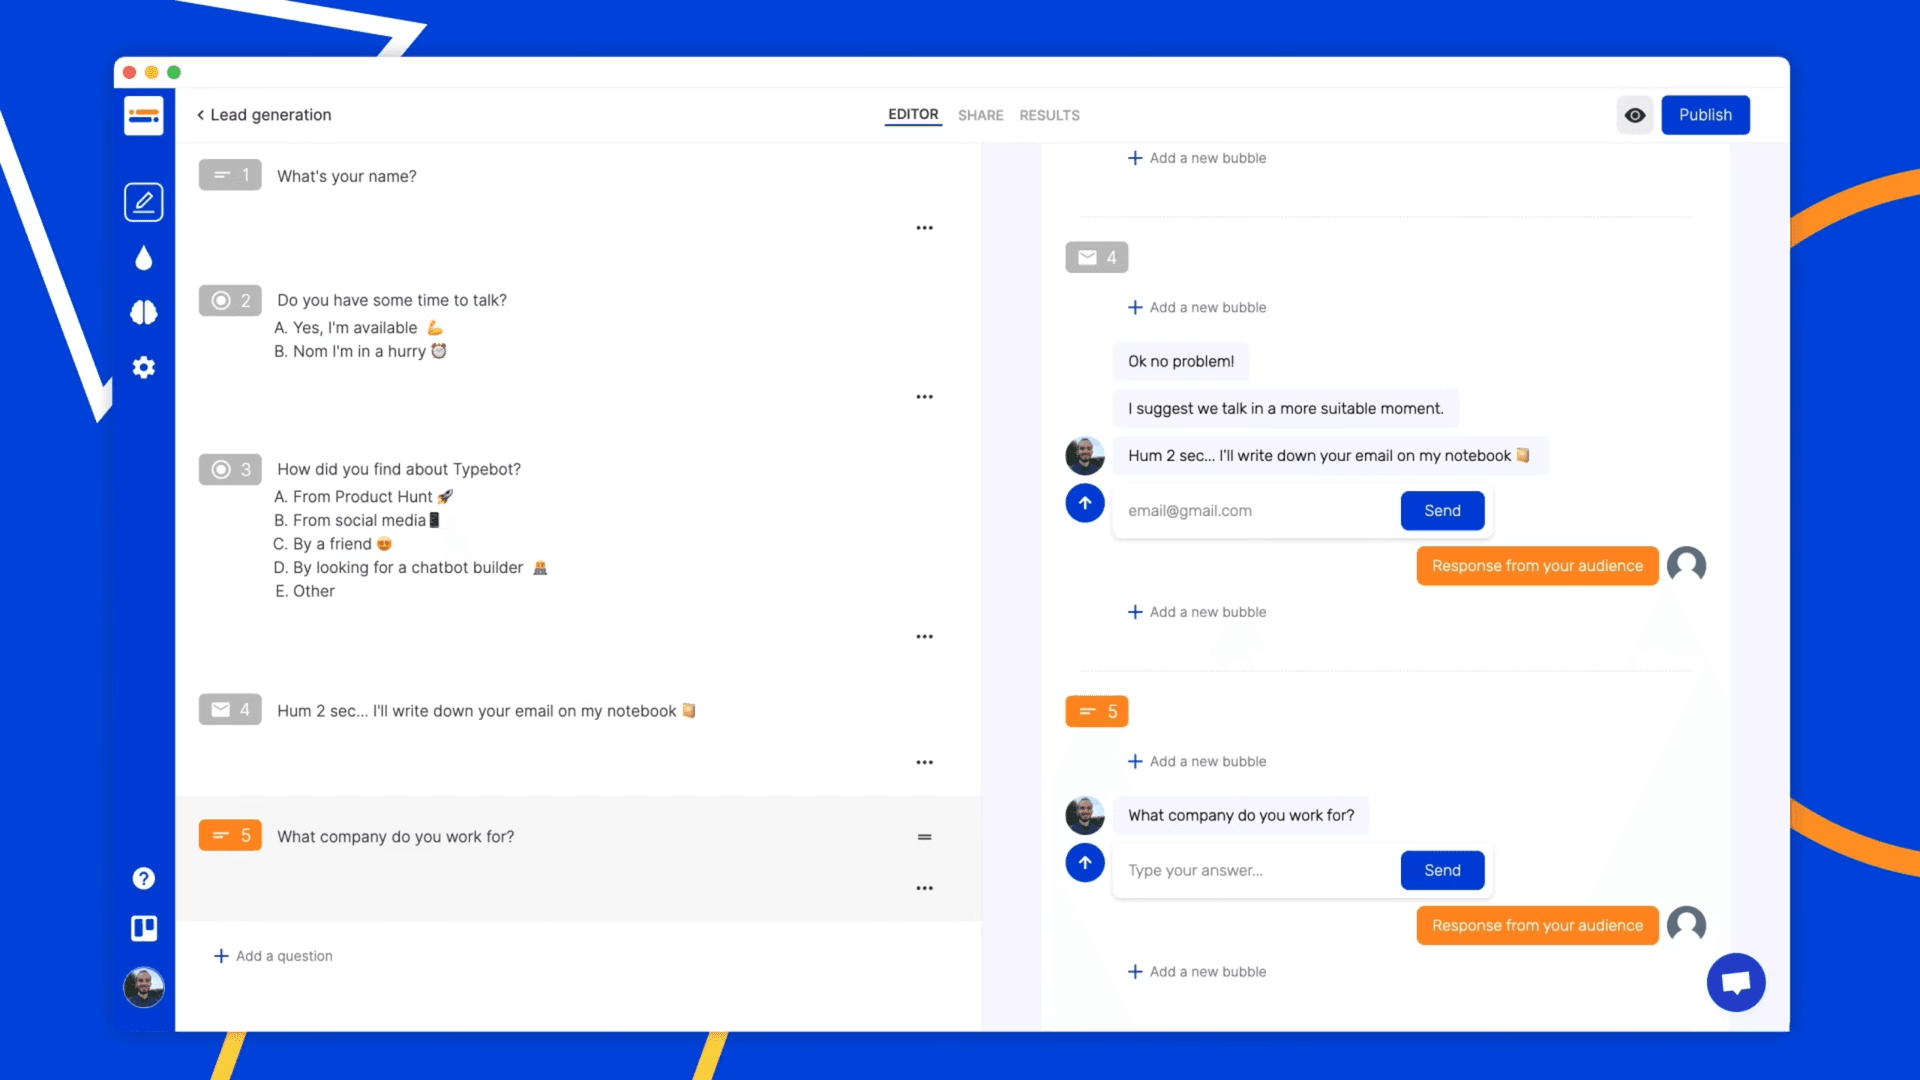 Lead generation
EDITOR
SHARE
RESULTS
Publish
1
What's your name?
2
Do you have some time to talk?
A. Yes, I'm available 💪
B. Nom I'm in a hurry ⏰
3
How did you find about Typebot?
A. From Product Hunt 🚀
B. From social media📱
C. By a friend 😍
D. By looking for a chatbot builder
E. Other
4
Hum 2 sec... I'll write down your email on my notebook 📔
5
What company do you work for?
+ Add a question
+ Add a new bubble
4
+ Add a new bubble
Ok no problem!
I suggest we talk in a more suitable moment.
Hum 2 sec... I'll write down your email on my notebook 📔
email@gmail.com
Send
Response from your audience
+ Add a new bubble
5
+ Add a new bubble
What company do you work for?
Type your answer...
Send
Response from your audience
+ Add a new bubble
?